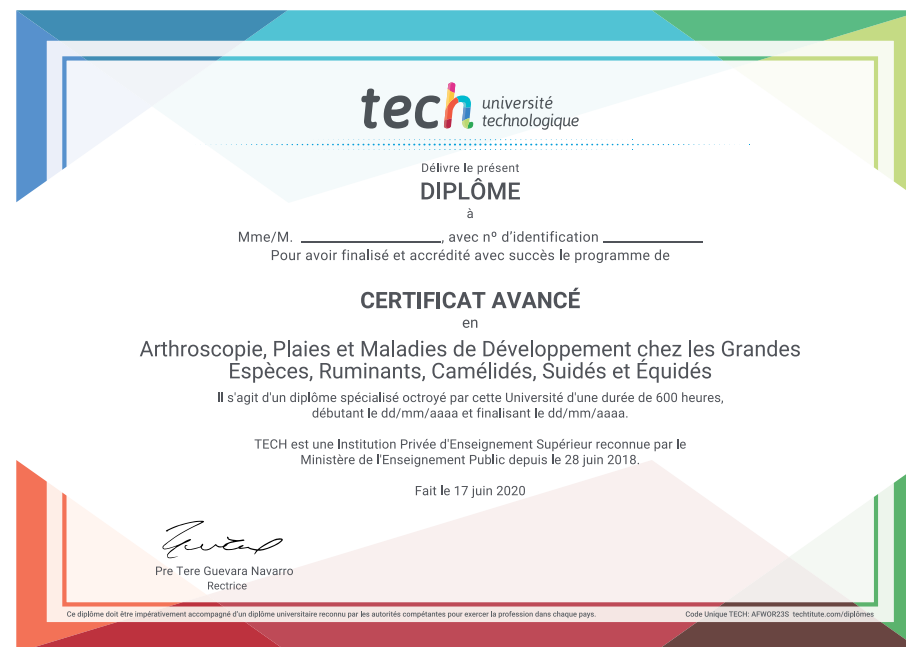 tech université
technologique
Délivre le présent
DIPLÔME
à
Mme/M. ____________________, avec nº d'identification ______________
Pour avoir finalisé et accrédité avec succès le programme de
CERTIFICAT AVANCÉ
en
Arthroscopie, Plaies et Maladies de Développement chez les Grandes
Espèces, Ruminants, Camélidés, Suidés et Équidés
Il s'agit d'un diplôme spécialisé octroyé par cette Université d'une durée de 600 heures,
débutant le dd/mm/aaaa et finalisant le dd/mm/aaaa.
TECH est une Institution Privée d'Enseignement Supérieur reconnue par le
Ministère de l'Enseignement Public depuis le 28 juin 2018.
Fait le 17 juin 2020
Pre Tere Guevara Navarro
Rectrice
Ce diplôme doit être impérativement accompagné d'un diplôme universitaire reconnu par les autorités compétentes pour exercer la profession dans chaque pays.
Code Unique TECH: AFWOR23S techtitute.com/diplômes